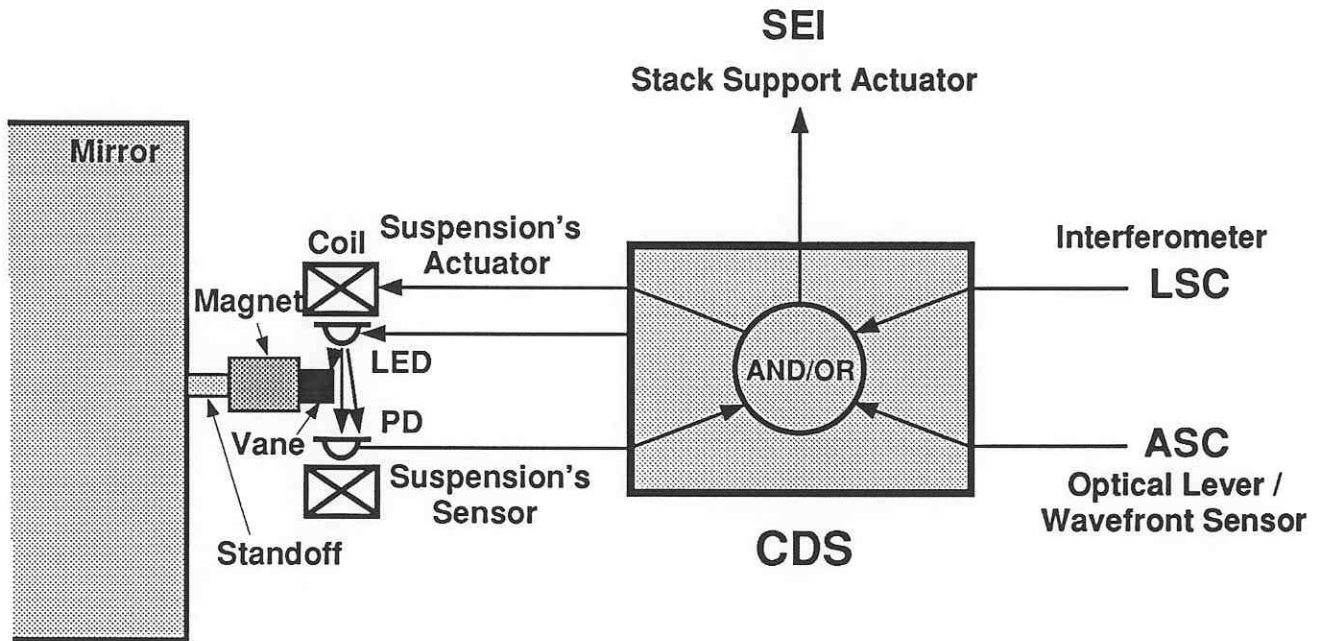 SEI
Stack Support Actuator
Mirror
Coil
Suspension's
Actuator
Interferometer
LSC
Magnet
LED
AND/OR
PD
Vane
Suspension's
Sensor
ASC
Optical Lever /
Wavefront Sensor
Standoff
CDS